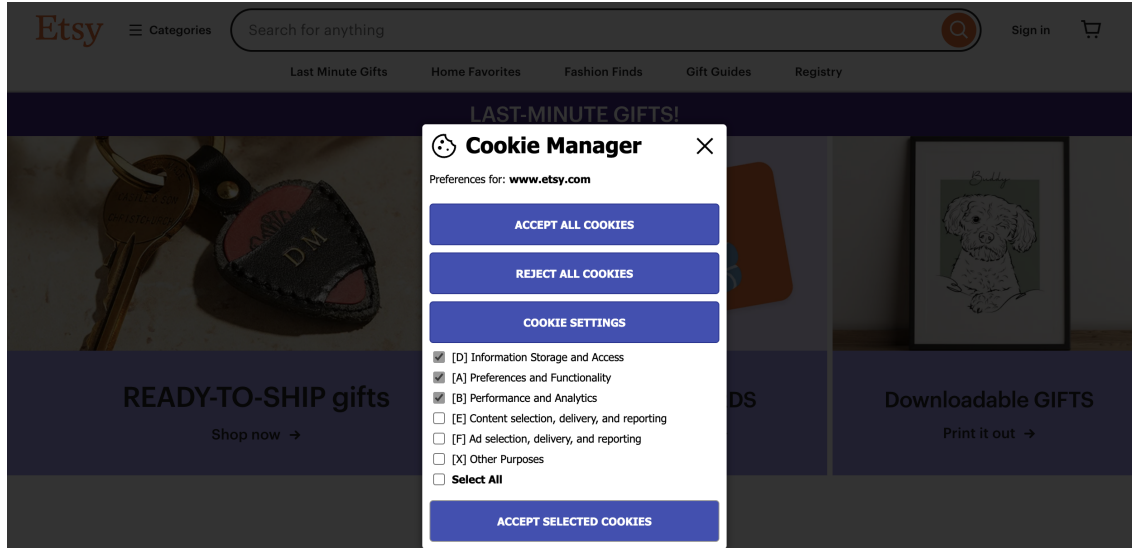 Etsy
Categories
Search for anything
Sign in
Last Minute Gifts
Home Favorites
Fashion Finds
Gift Guides
Registry
LAST-MINUTE GIFTS!
Cookie Manager
Preferences for: www.etsy.com
ACCEPT ALL COOKIES
REJECT ALL COOKIES
COOKIE SETTINGS
[D] Information Storage and Access
[A] Preferences and Functionality
[B] Performance and Analytics
[E] Content selection, delivery, and reporting
[F] Ad selection, delivery, and reporting
[X] Other Purposes
Select All
ACCEPT SELECTED COOKIES
DM
Buddy
READY-TO-SHIP gifts
Shop now →
DS
Downloadable GIFTS
Print it out →